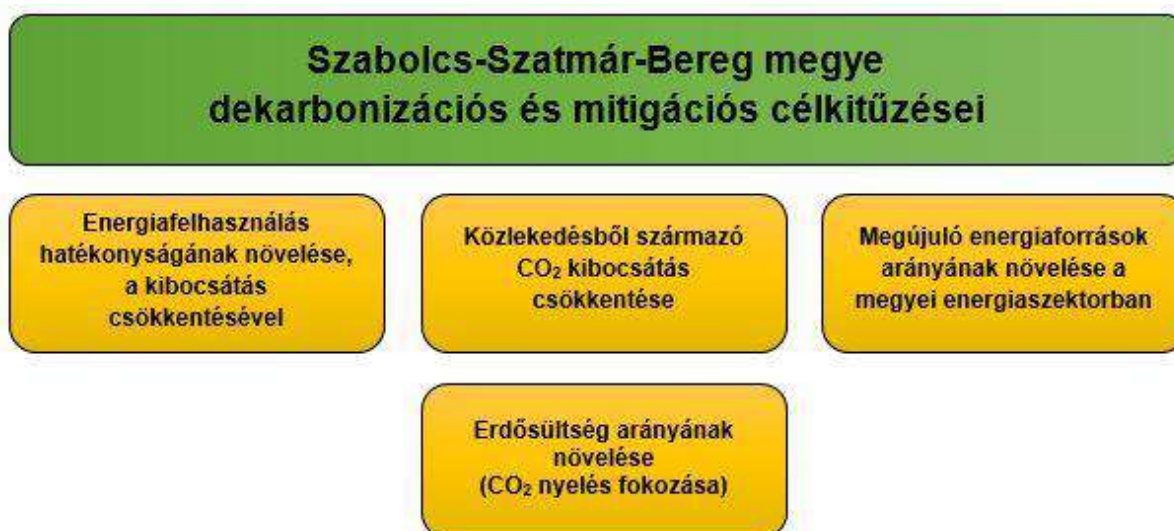 Szabolcs-Szatmár-Bereg megye
dekarbonizációs és mitigációs célkitűzései
Energiafelhasználás
hatékonyságának növelése,
a kibocsátás
csökkentésével
Közlekedésből származó
CO₂ kibocsátás
csökkentése
Megújuló energiaforrások
arányának növelése a
megyei energiaszektorban
Erdősültség arányának
növelése
(CO₂ nyelés fokozása)